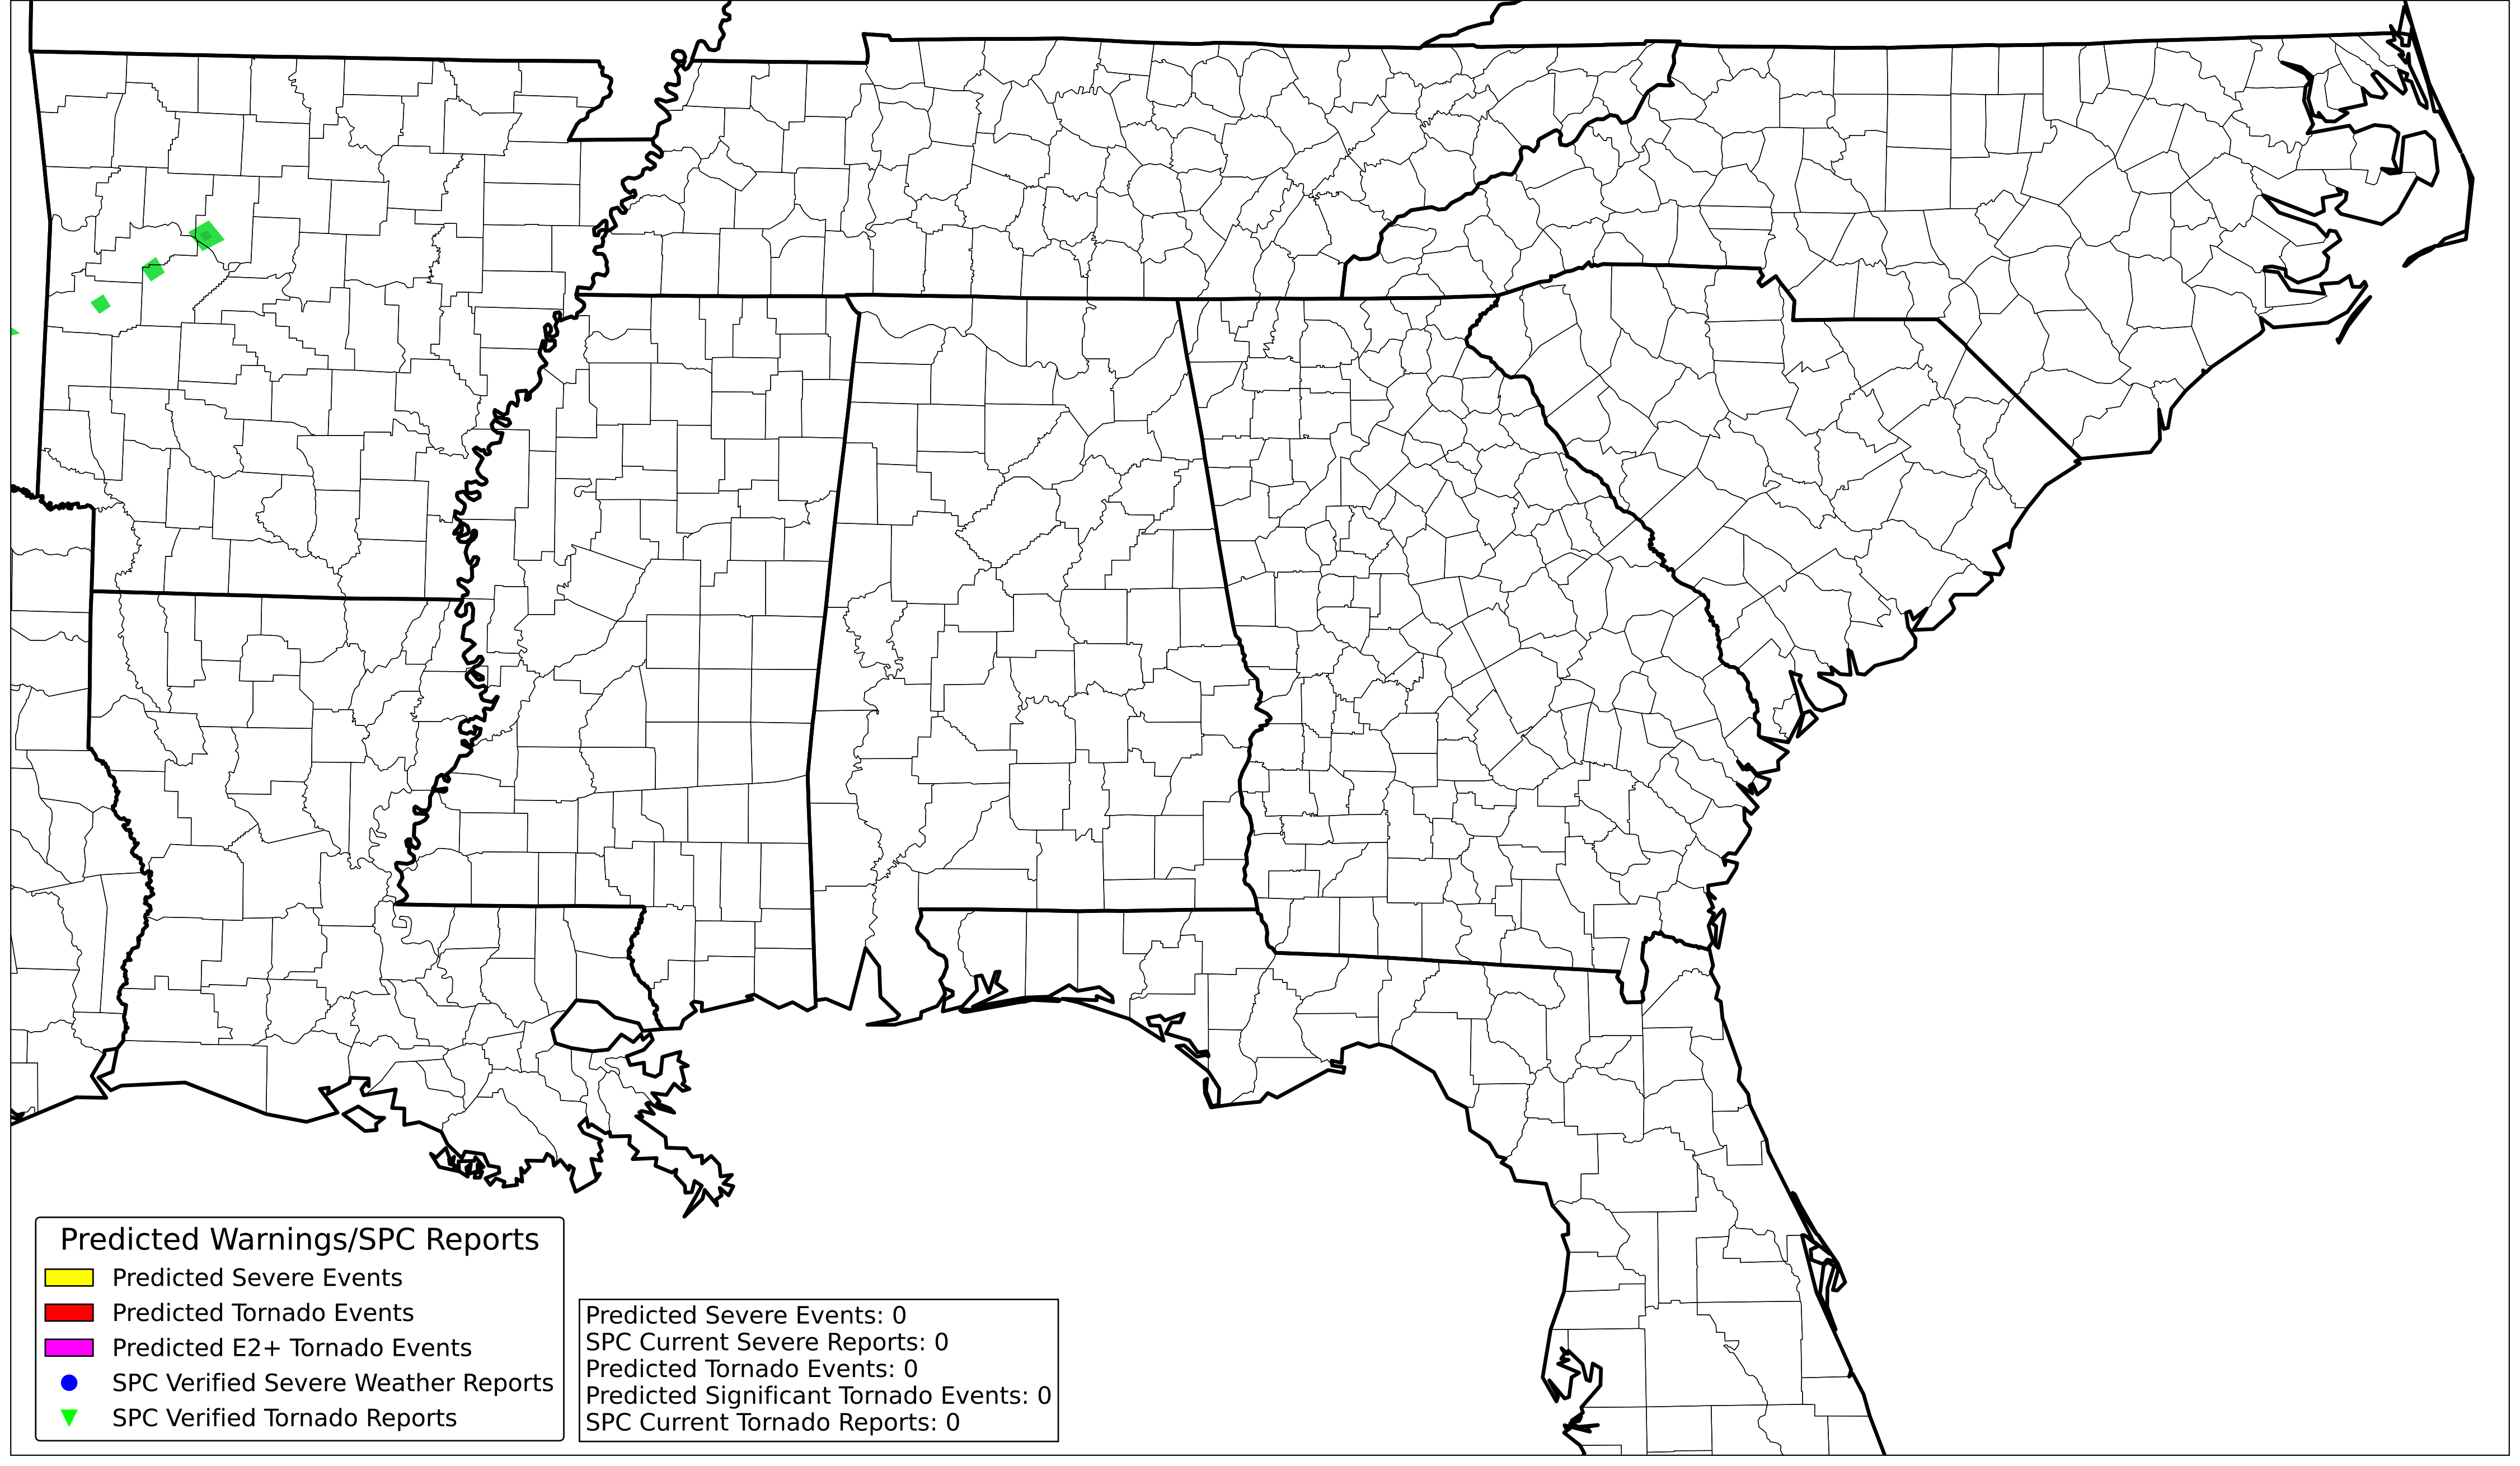 Predicted Warnings/SPC Reports
Predicted Severe Events
Predicted Tornado Events
Predicted E2+ Tornado Events
SPC Verified Severe Weather Reports
SPC Verified Tornado Reports
Predicted Severe Events: 0
SPC Current Severe Reports: 0
Predicted Tornado Events: 0
Predicted Significant Tornado Events: 0
SPC Current Tornado Reports: 0